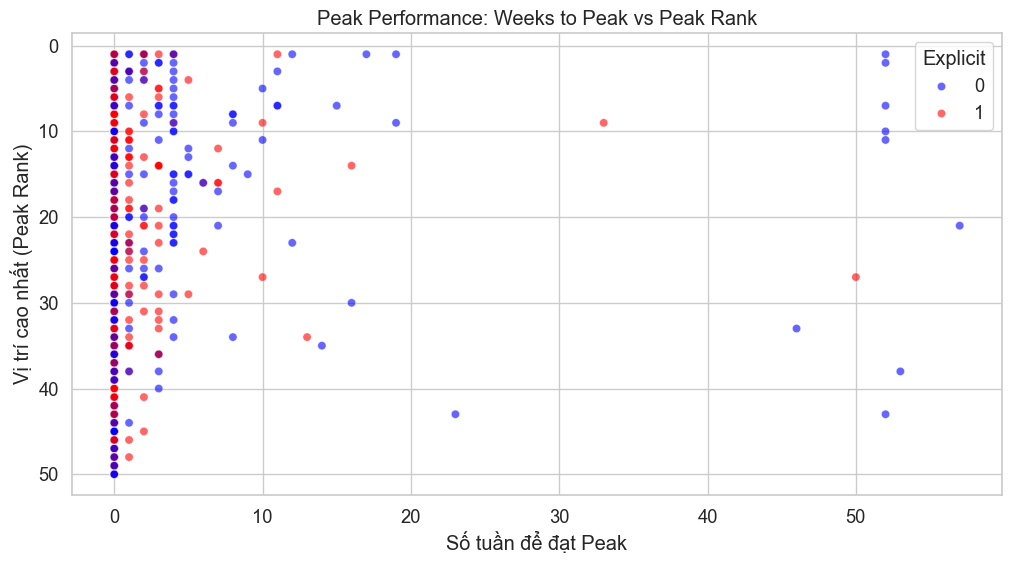 Peak Performance: Weeks to Peak vs Peak Rank
Explicit
0
1
Vị trí cao nhất (Peak Rank)
0
10
20
30
40
50
0 10 20 30 40 50
Số tuần để đạt Peak